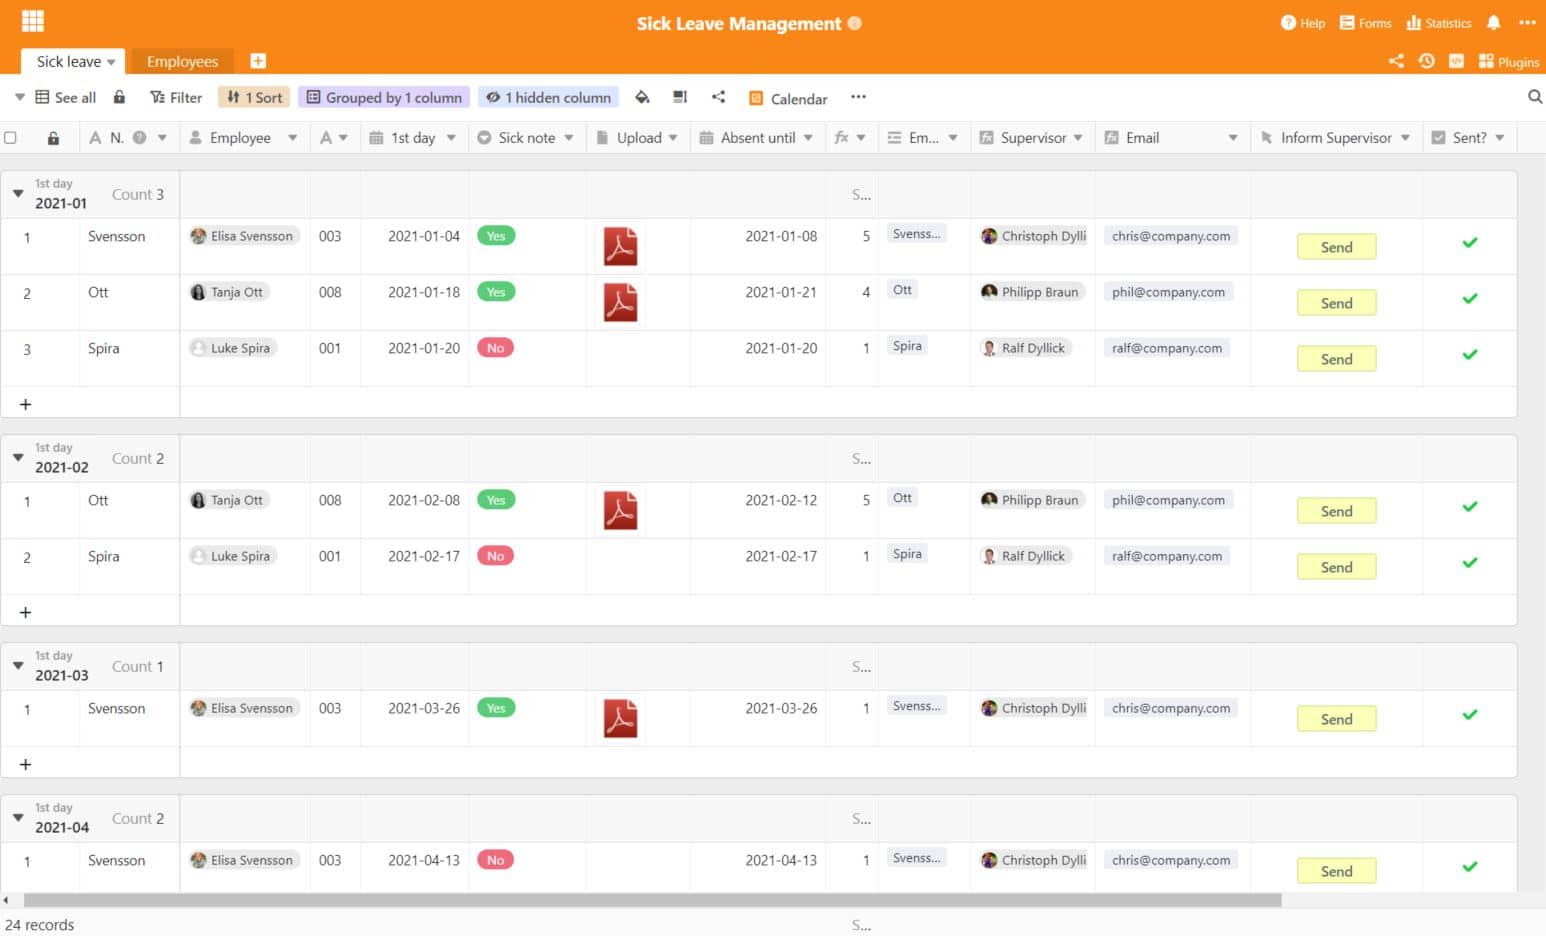 Sick Leave Management
Help Forms Statistics
Sick leave Employees
Plugins
See all Filter 1 Sort Grouped by 1 column 1 hidden column Calendar
N. Employee 1st day Sick note Upload Absent until Em... Supervisor Email Inform Supervisor Sent?
1st day
2021-01 Count 3 S...
1 Svensson Elisa Svensson 003 2021-01-04 Yes 2021-01-08 5 Svenss... Christoph Dylli chris@company.com Send
2 Ott Tanja Ott 008 2021-01-18 Yes 2021-01-21 4 Ott Philipp Braun phil@company.com Send
3 Spira Luke Spira 001 2021-01-20 No 2021-01-20 1 Spira Ralf Dyllick ralf@company.com Send
1st day
2021-02 Count 2 S...
1 Ott Tanja Ott 008 2021-02-08 Yes 2021-02-12 5 Ott Philipp Braun phil@company.com Send
2 Spira Luke Spira 001 2021-02-17 No 2021-02-17 1 Spira Ralf Dyllick ralf@company.com Send
1st day
2021-03 Count 1 S...
1 Svensson Elisa Svensson 003 2021-03-26 Yes 2021-03-26 1 Svenss... Christoph Dylli chris@company.com Send
1st day
2021-04 Count 2 S...
1 Svensson Elisa Svensson 003 2021-04-13 No 2021-04-13 1 Svenss... Christoph Dylli chris@company.com Send
24 records S...